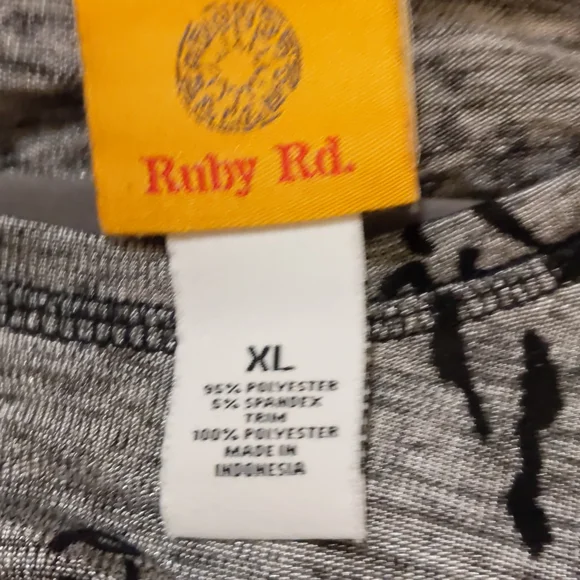 Ruby Rd.
XL
95% POLYESTER
5% SPANDEX
TRIM
100% POLYESTER
MADE IN
INDONESIA